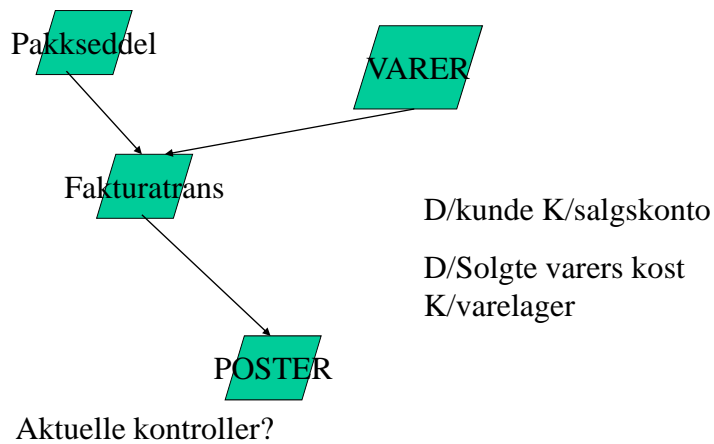 Pakkseddel
VARER
Fakturatrans
D/kunde K/salgskonto
D/Solgte varers kost
K/varelager
POSTER
Aktuelle kontroller?